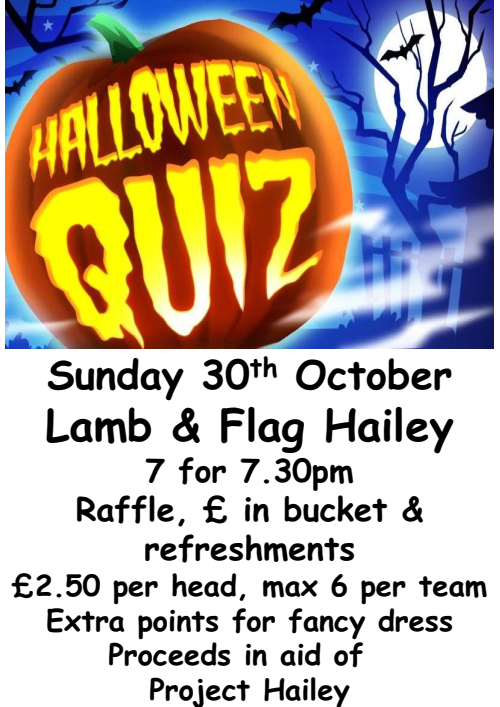 HALLOWEEN
QUIZ
Sunday 30th October
Lamb & Flag Hailey
7 for 7.30pm
Raffle, £ in bucket &
refreshments
£2.50 per head, max 6 per team
Extra points for fancy dress
Proceeds in aid of
Project Hailey